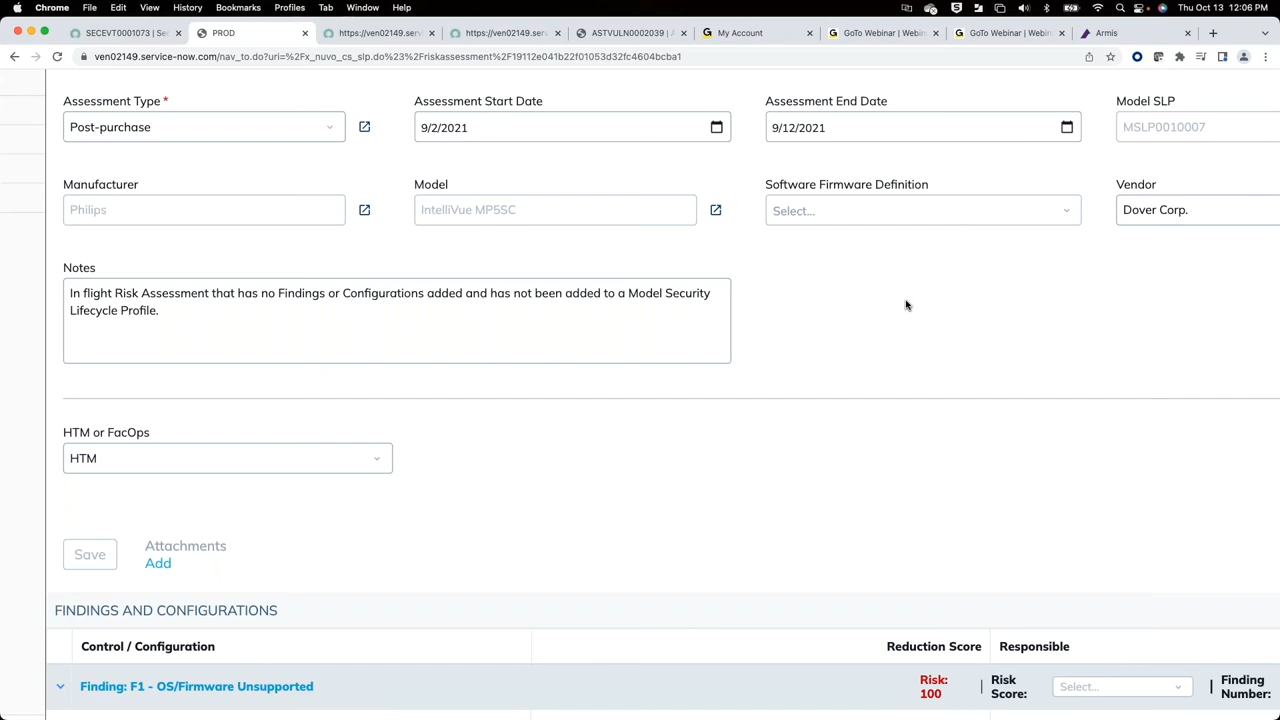 Chrome File Edit View History Bookmarks Profiles Tab Window Help Thu Oct 13 12:06 PM
SECEVT0001073 | Se PROD https://ven02149.serv https://ven02149.serv ASTVULN0002039 | A My Account GoTo Webinar | Webin GoTo Webinar | Webin Armis
ven02149.service-now.com/nav_to.do?uri=%2Fx_nuvo_cs_slp.do%23%2Friskassessment%2F19112e041b22f01053d32fc4604bcba1
Assessment Type * Assessment Start Date Assessment End Date Model SLP
Post-purchase 9/2/2021 9/12/2021 MSLP0010007
Manufacturer Model Software Firmware Definition Vendor
Philips IntelliVue MP5SC Select... Dover Corp.
Notes
In flight Risk Assessment that has no Findings or Configurations added and has not been added to a Model Security
Lifecycle Profile.
HTM or FacOps
HTM
Save Attachments
Add
FINDINGS AND CONFIGURATIONS
Control / Configuration Reduction Score Responsible
Finding: F1 - OS/Firmware Unsupported Risk: 100 | Risk Score: Select... | Finding Number: